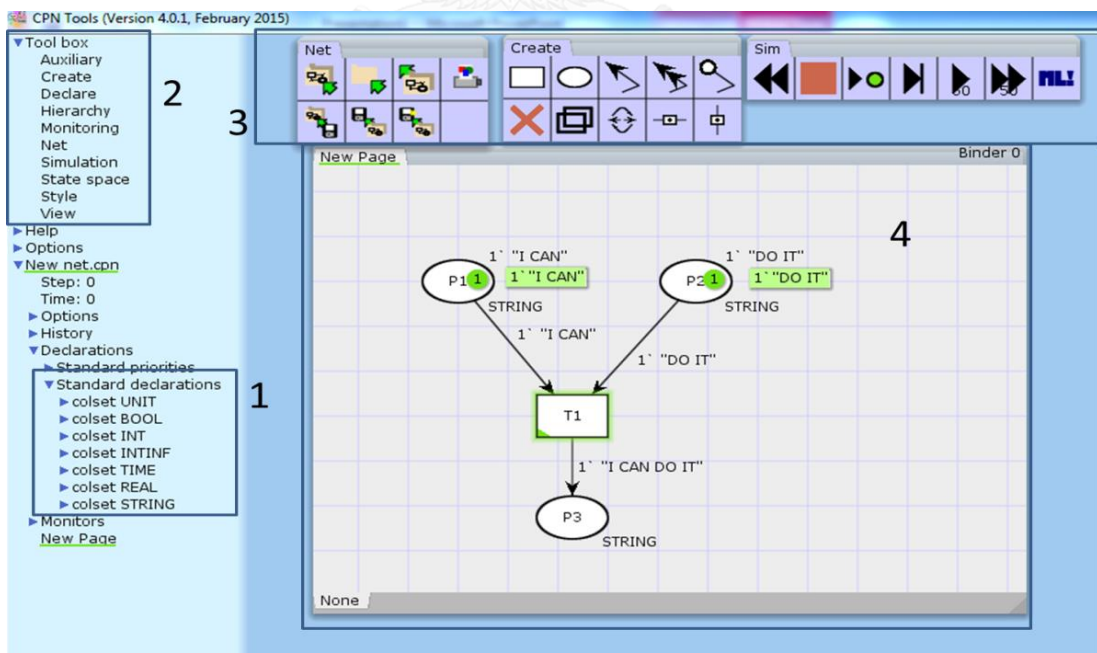 CPN Tools (Version 4.0.1, February 2015)
Tool box
Auxiliary
Create
Declare
Hierarchy
Monitoring
Net
Simulation
State space
Style
View
Help
Options
New net.cpn
Step: 0
Time: 0
Options
History
Declarations
Standard priorities
Standard declarations
colset UNIT
colset BOOL
colset INT
colset INTINF
colset TIME
colset REAL
colset STRING
Monitors
New Page
2
1
3
Net
Create
Sim
50
ML!
New Page
Binder 0
4
1` "I CAN"
P1 1 1`"I CAN"
STRING
1` "DO IT"
P2 1 1`"DO IT"
STRING
1` "I CAN"
1` "DO IT"
T1
1` "I CAN DO IT"
P3
STRING
None